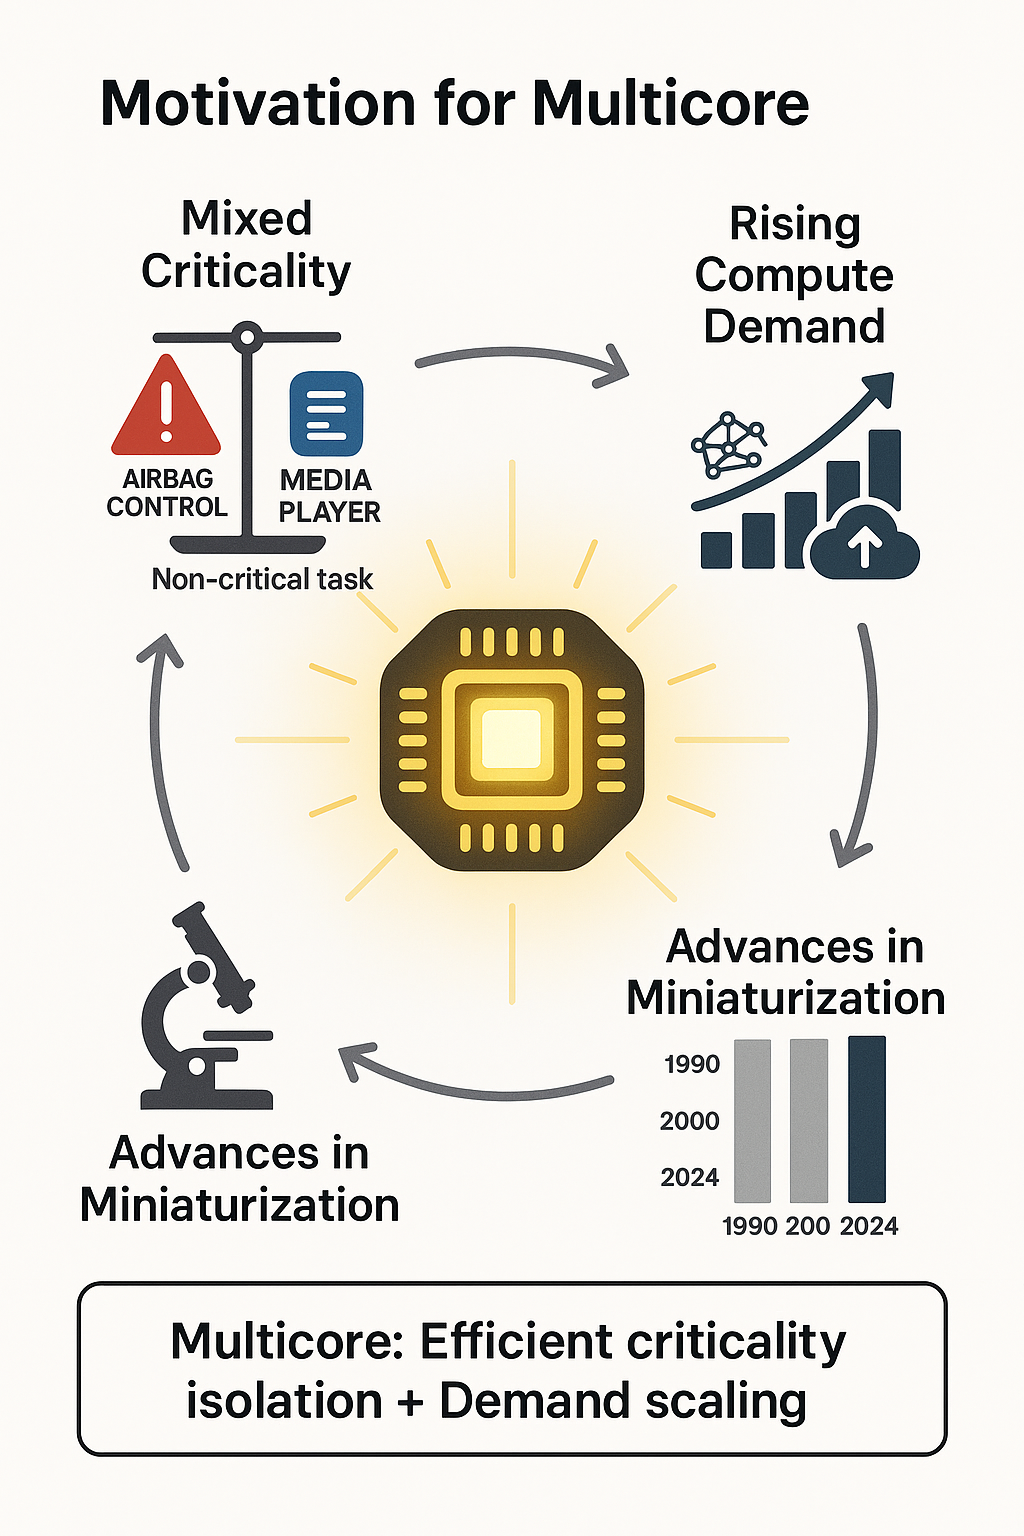 Motivation for Multicore
Mixed
Criticality
AIRBAG
CONTROL
MEDIA
PLAYER
Non-critical task
Rising
Compute
Demand
Advances in
Miniaturization
1990
2000
2024
1990 200 2024
Advances in
Miniaturization
Multicore: Efficient criticality
isolation + Demand scaling